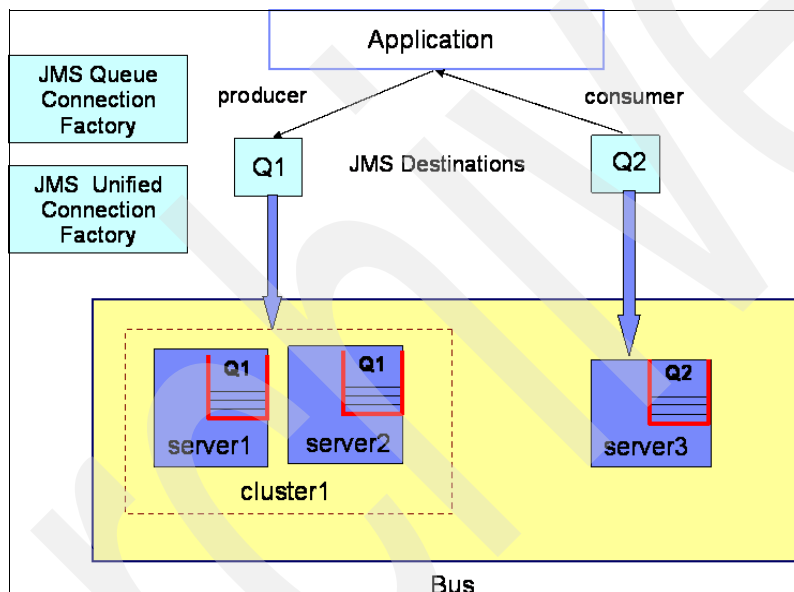 Application
JMS Queue
Connection
Factory
producer
consumer
Q1
JMS Destinations
Q2
JMS Unified
Connection
Factory
Q1
Q1
Q2
server1
server2
server3
cluster1
Bus